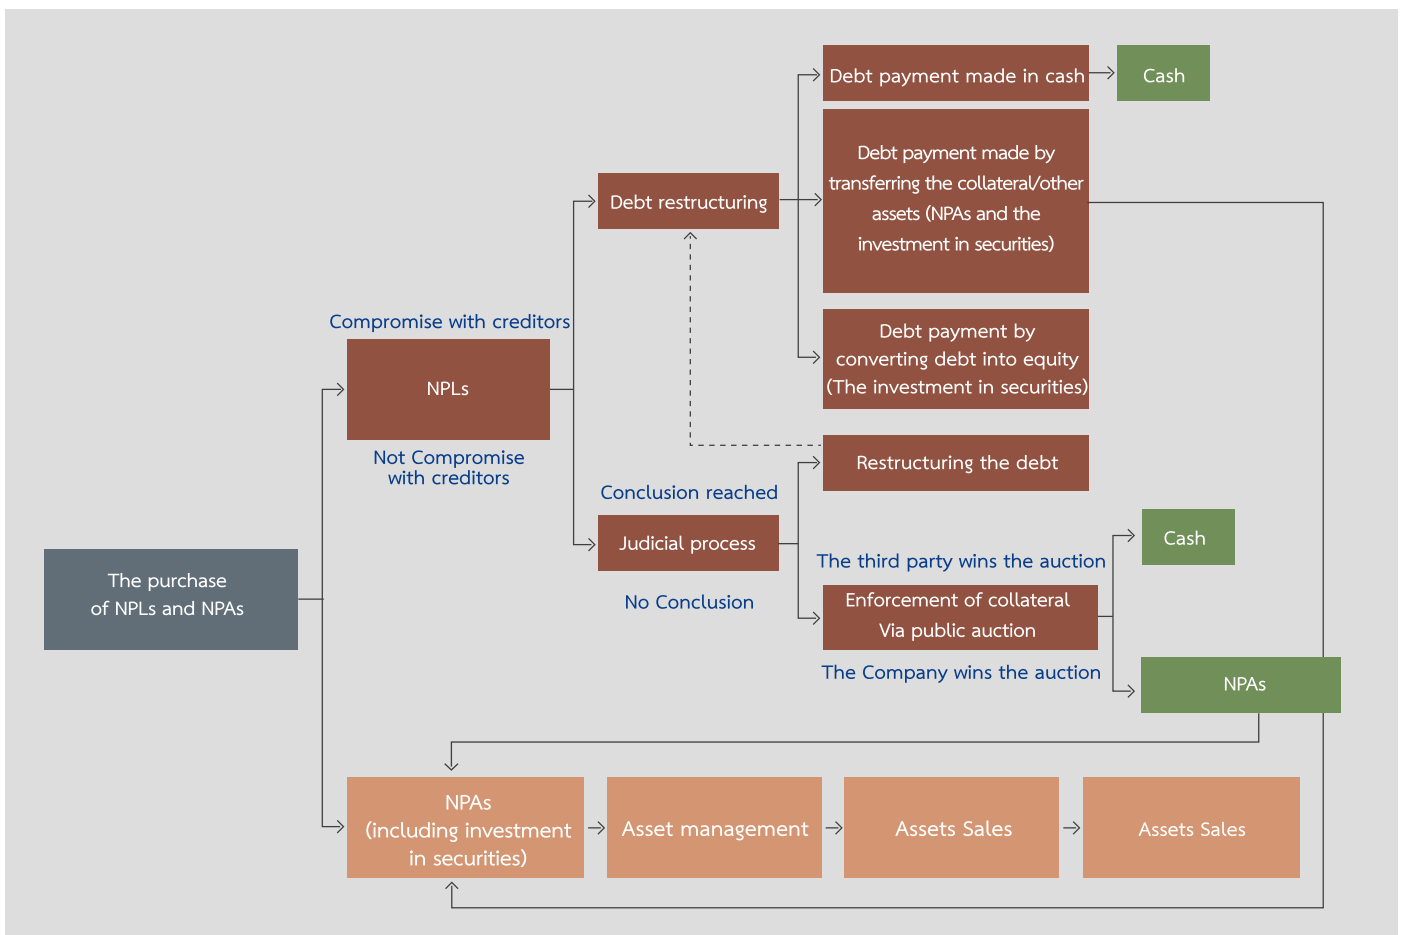 Debt payment made in cash
Cash
Debt payment made by
transferring the collateral/other
assets (NPAs and the
investment in securities)
Debt restructuring
Debt payment by
converting debt into equity
(The investment in securities)
Compromise with creditors
NPLs
Not Compromise
with creditors
Restructuring the debt
Conclusion reached
Judicial process
No Conclusion
Cash
The third party wins the auction
Enforcement of collateral
Via public auction
The Company wins the auction
NPAs
The purchase
of NPLs and NPAs
NPAs
(including investment
in securities)
Asset management
Assets Sales
Assets Sales